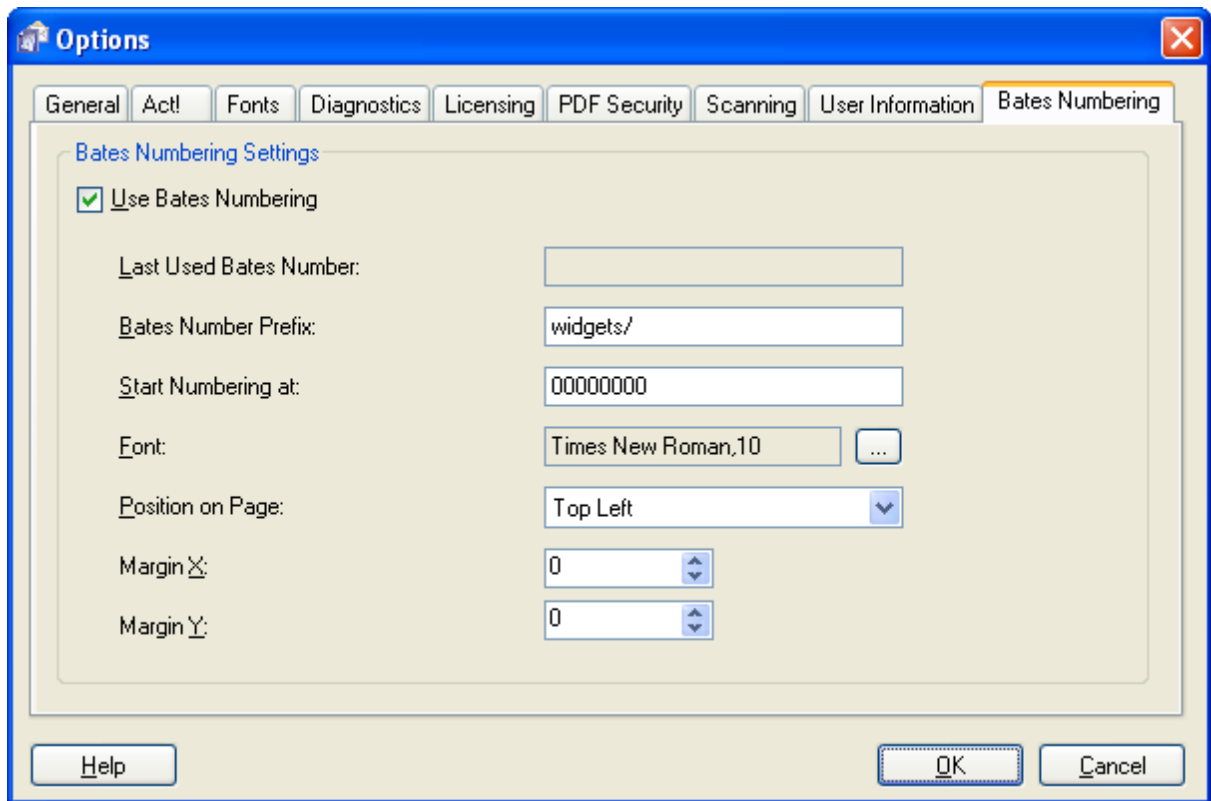 Options
General Act! Fonts Diagnostics Licensing PDF Security Scanning User Information Bates Numbering
Bates Numbering Settings
Use Bates Numbering
Last Used Bates Number:
Bates Number Prefix: widgets/
Start Numbering at: 00000000
Font: Times New Roman,10 ...
Position on Page: Top Left
Margin X: 0
Margin Y: 0
Help OK Cancel